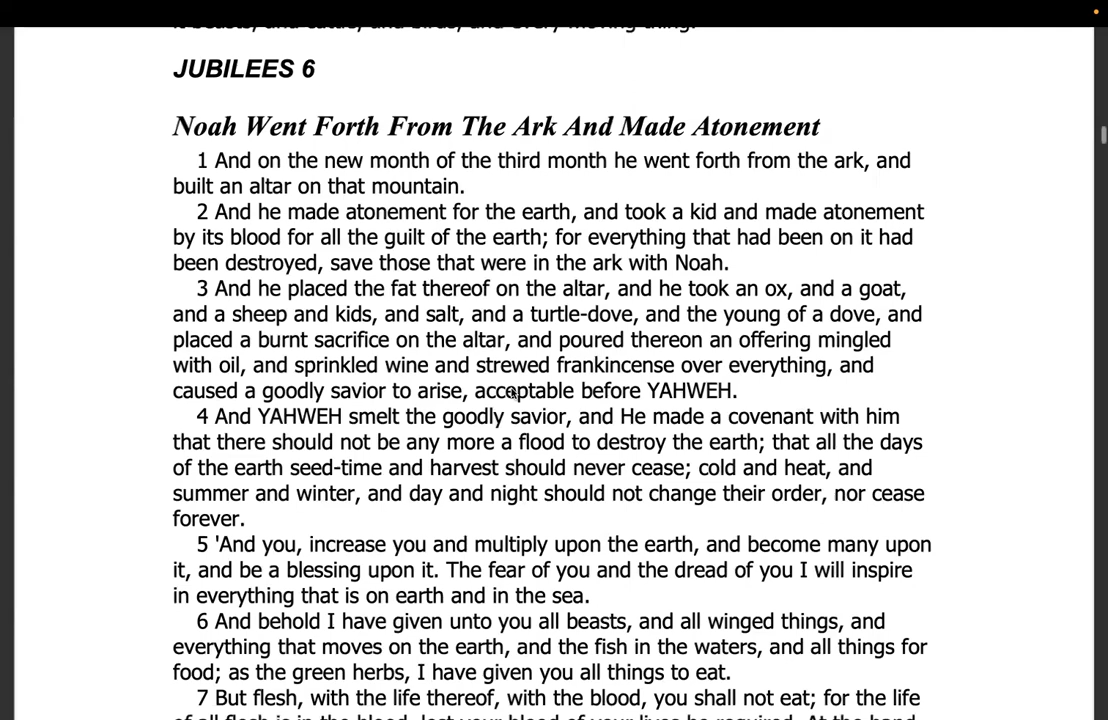 JUBILEES 6
Noah Went Forth From The Ark And Made Atonement
1 And on the new month of the third month he went forth from the ark, and
built an altar on that mountain.
2 And he made atonement for the earth, and took a kid and made atonement
by its blood for all the guilt of the earth; for everything that had been on it had
been destroyed, save those that were in the ark with Noah.
3 And he placed the fat thereof on the altar, and he took an ox, and a goat,
and a sheep and kids, and salt, and a turtle-dove, and the young of a dove, and
placed a burnt sacrifice on the altar, and poured thereon an offering mingled
with oil, and sprinkled wine and strewed frankincense over everything, and
caused a goodly savior to arise, acceptable before YAHWEH.
4 And YAHWEH smelt the goodly savior, and He made a covenant with him
that there should not be any more a flood to destroy the earth; that all the days
of the earth seed-time and harvest should never cease; cold and heat, and
summer and winter, and day and night should not change their order, nor cease
forever.
5 'And you, increase you and multiply upon the earth, and become many upon
it, and be a blessing upon it. The fear of you and the dread of you I will inspire
in everything that is on earth and in the sea.
6 And behold I have given unto you all beasts, and all winged things, and
everything that moves on the earth, and the fish in the waters, and all things for
food; as the green herbs, I have given you all things to eat.
7 But flesh, with the life thereof, with the blood, you shall not eat; for the life